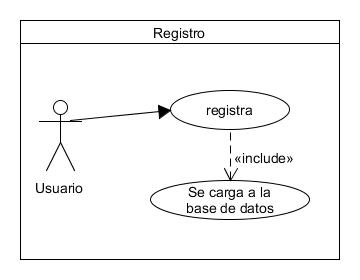 Registro
registra
«include»
Usuario
Se carga a la
base de datos